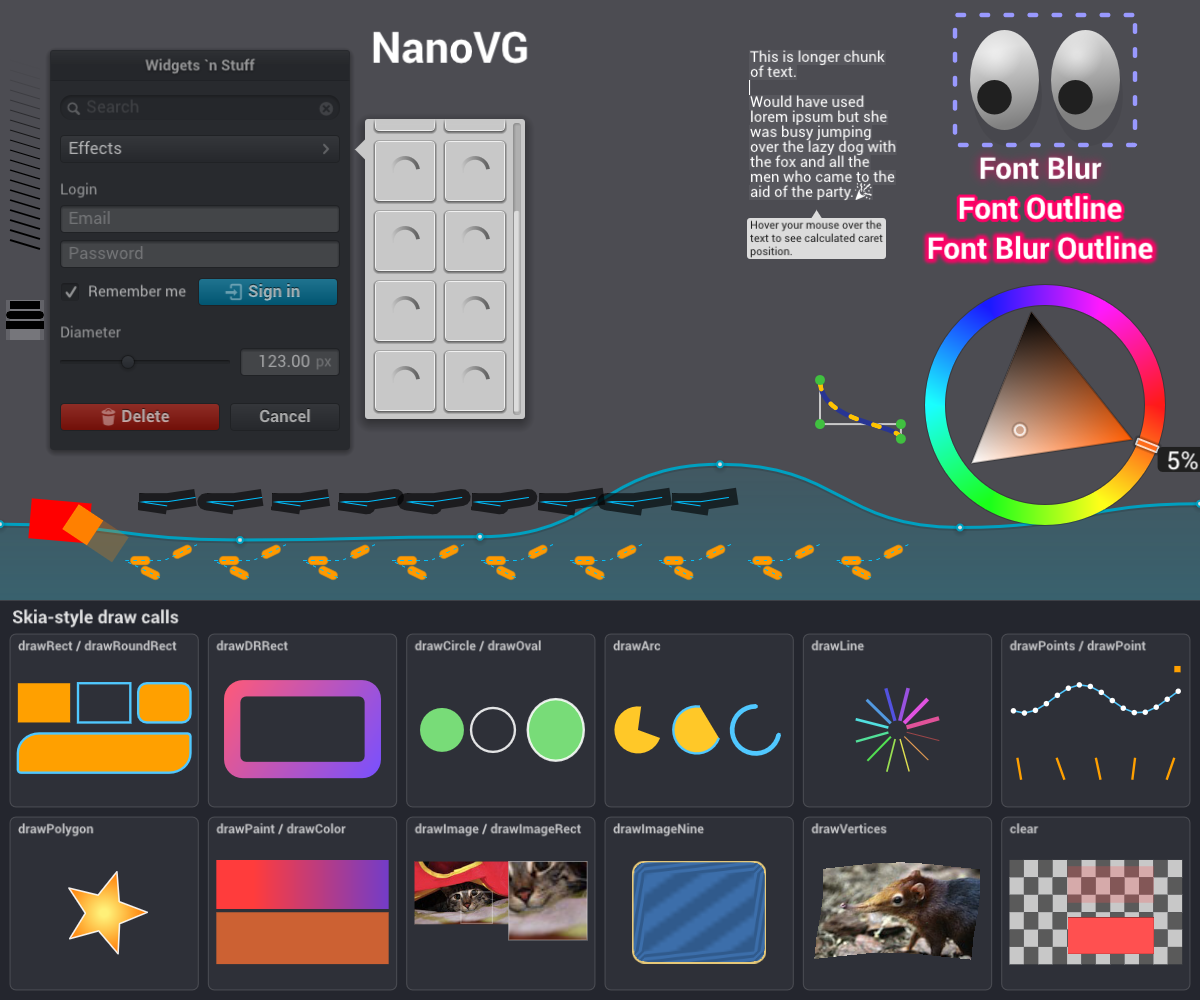 NanoVG
Widgets `n Stuff
Search
Effects
Login
Email
Password
Remember me
Sign in
Diameter
123.00 px
Delete
Cancel
This is longer chunk
of text.
Would have used
lorem ipsum but she
was busy jumping
over the lazy dog with
the fox and all the
men who came to the
aid of the party.🎉
Hover your mouse over the
text to see calculated caret
position.
Font Blur
Font Outline
Font Blur Outline
5%
Skia-style draw calls
drawRect / drawRoundRect
drawDRRect
drawCircle / drawOval
drawArc
drawLine
drawPoints / drawPoint
drawPolygon
drawPaint / drawColor
drawImage / drawImageRect
drawImageNine
drawVertices
clear